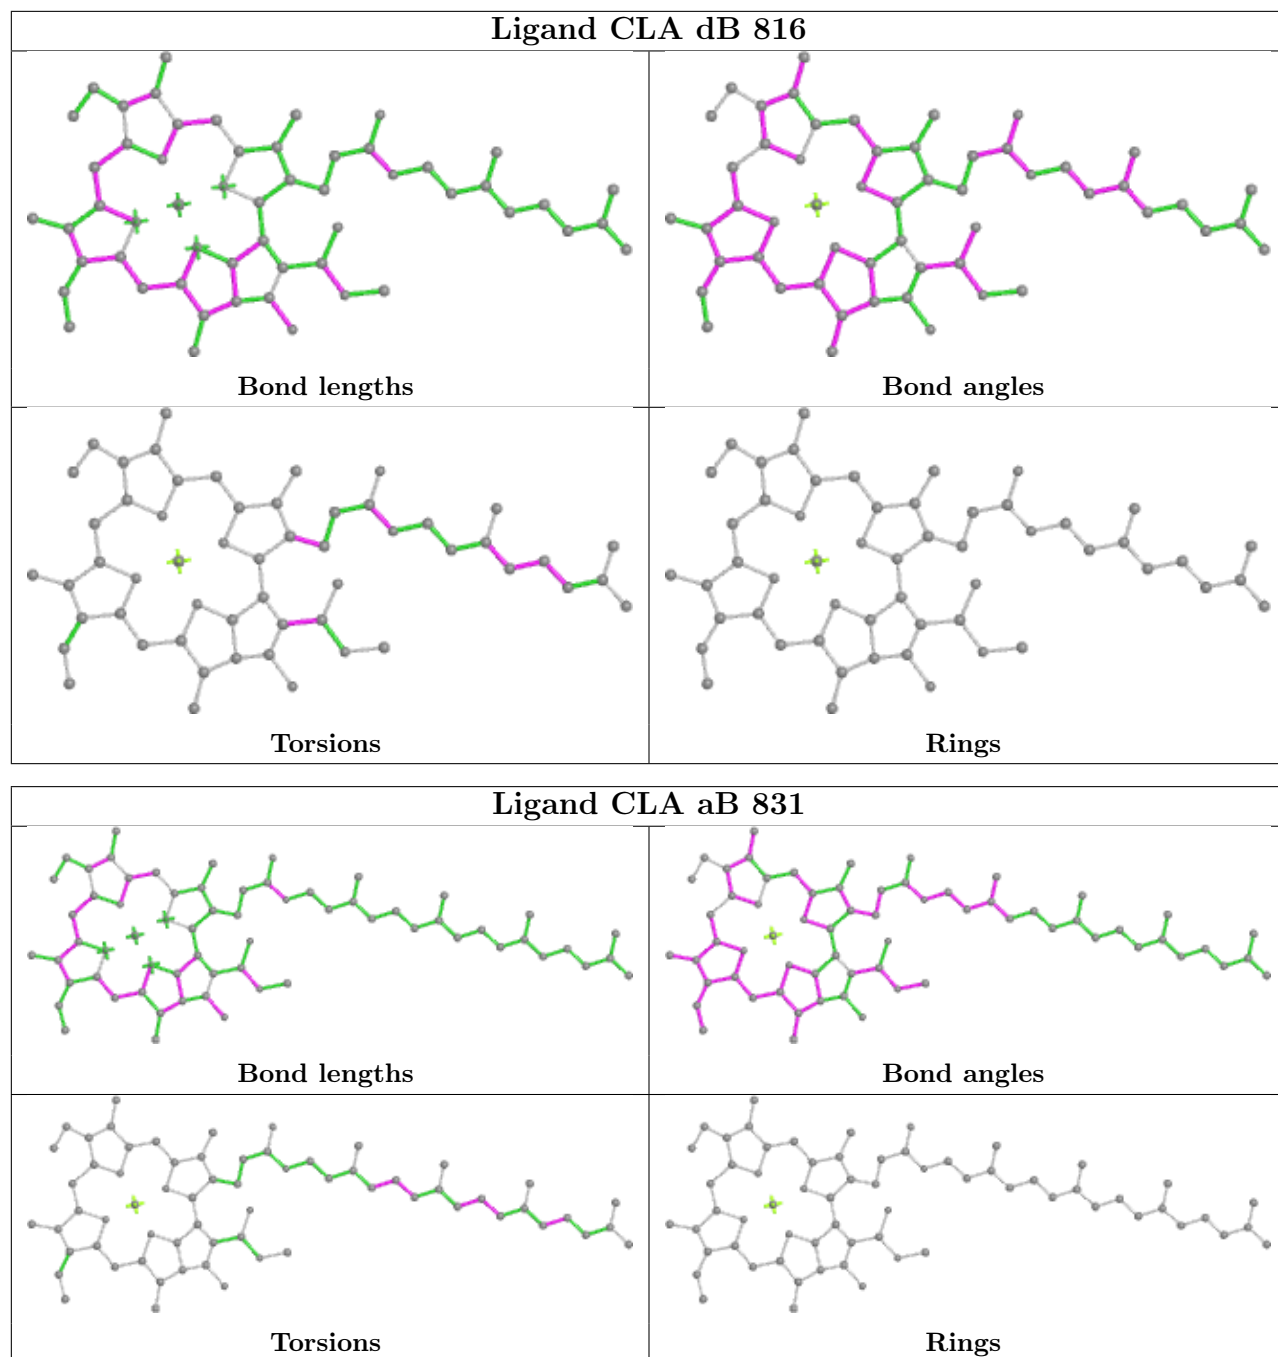 Ligand CLA dB 816
Bond lengths
Bond angles
Torsions
Rings
Ligand CLA aB 831
Bond lengths
Bond angles
Torsions
Rings